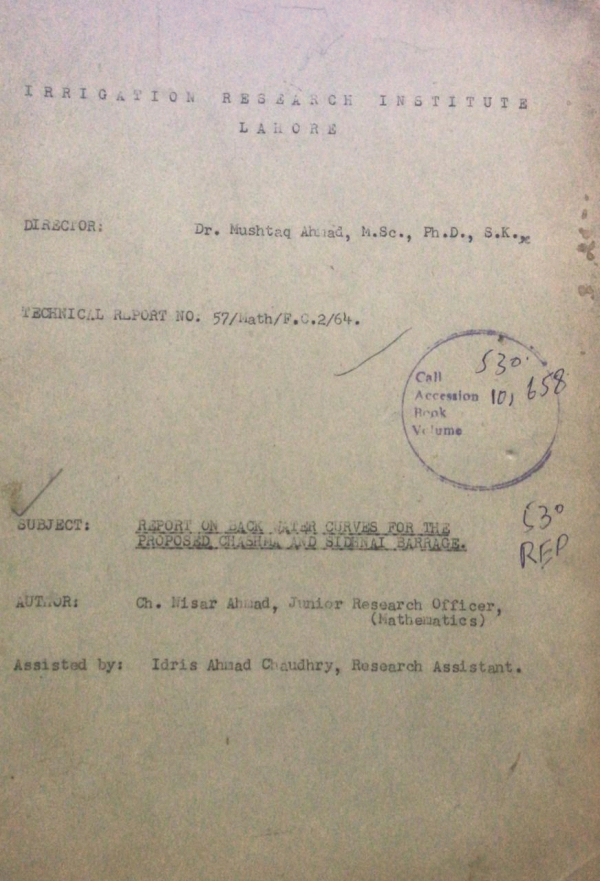 IRRIGATION RESEARCH INSTITUTE
LAHORE
DIRECTOR: Dr. Mushtaq Ahmad, M.Sc., Ph.D., S.K.,
TECHNICAL REPORT NO: 57/Math/F.C.2/64.
Call 530.
Accession 10,658
Book
Volume
530
REP
SUBJECT: REPORT ON BACK WATER CURVES FOR THE
PROPOSED CHASHMA AND SIDHNAI BARRAGE.
AUTHOR: Ch. Nisar Ahmad, Junior Research Officer,
(Mathematics)
Assisted by: Idris Ahmad Chaudhry, Research Assistant.